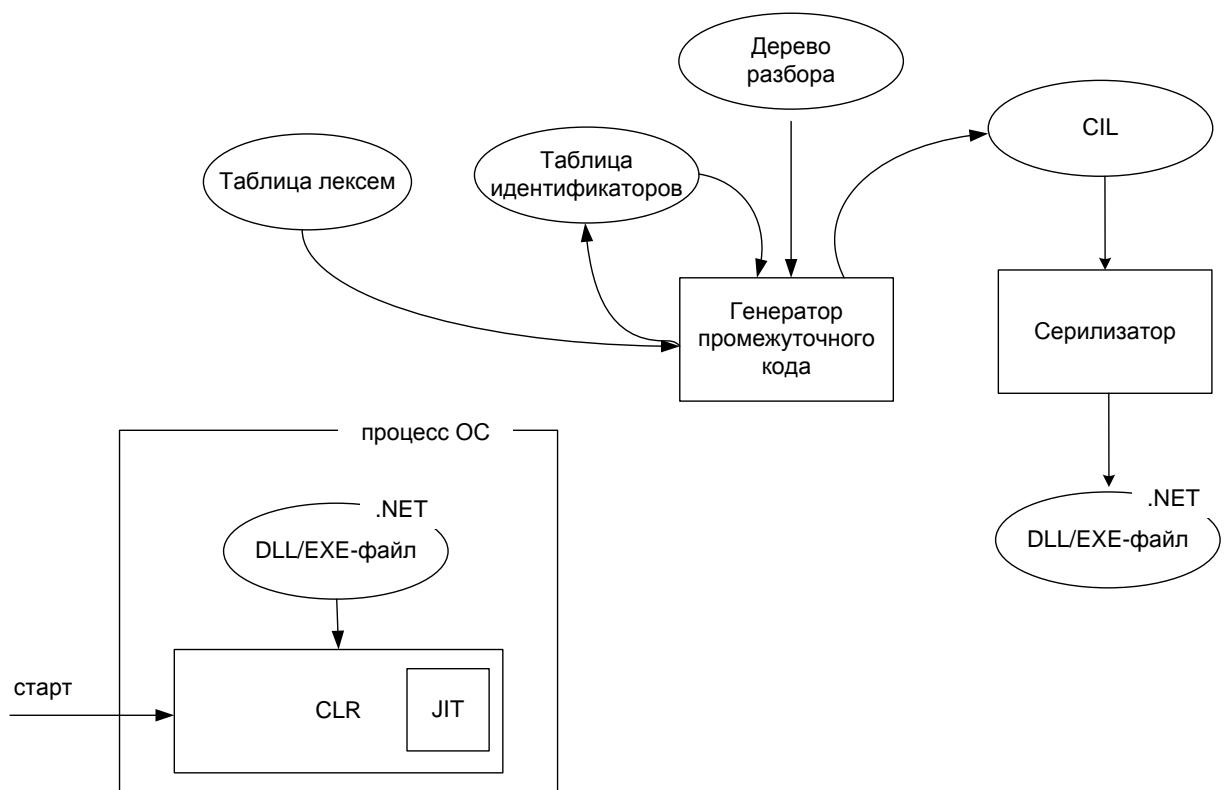 Дерево
разбора
CIL
Таблица
идентификаторов
Таблица лексем
Генератор
промежуточного
кода
Серилизатор
процесс ОС
.NET
DLL/EXE-файл
.NET
DLL/EXE-файл
старт
CLR
JIT